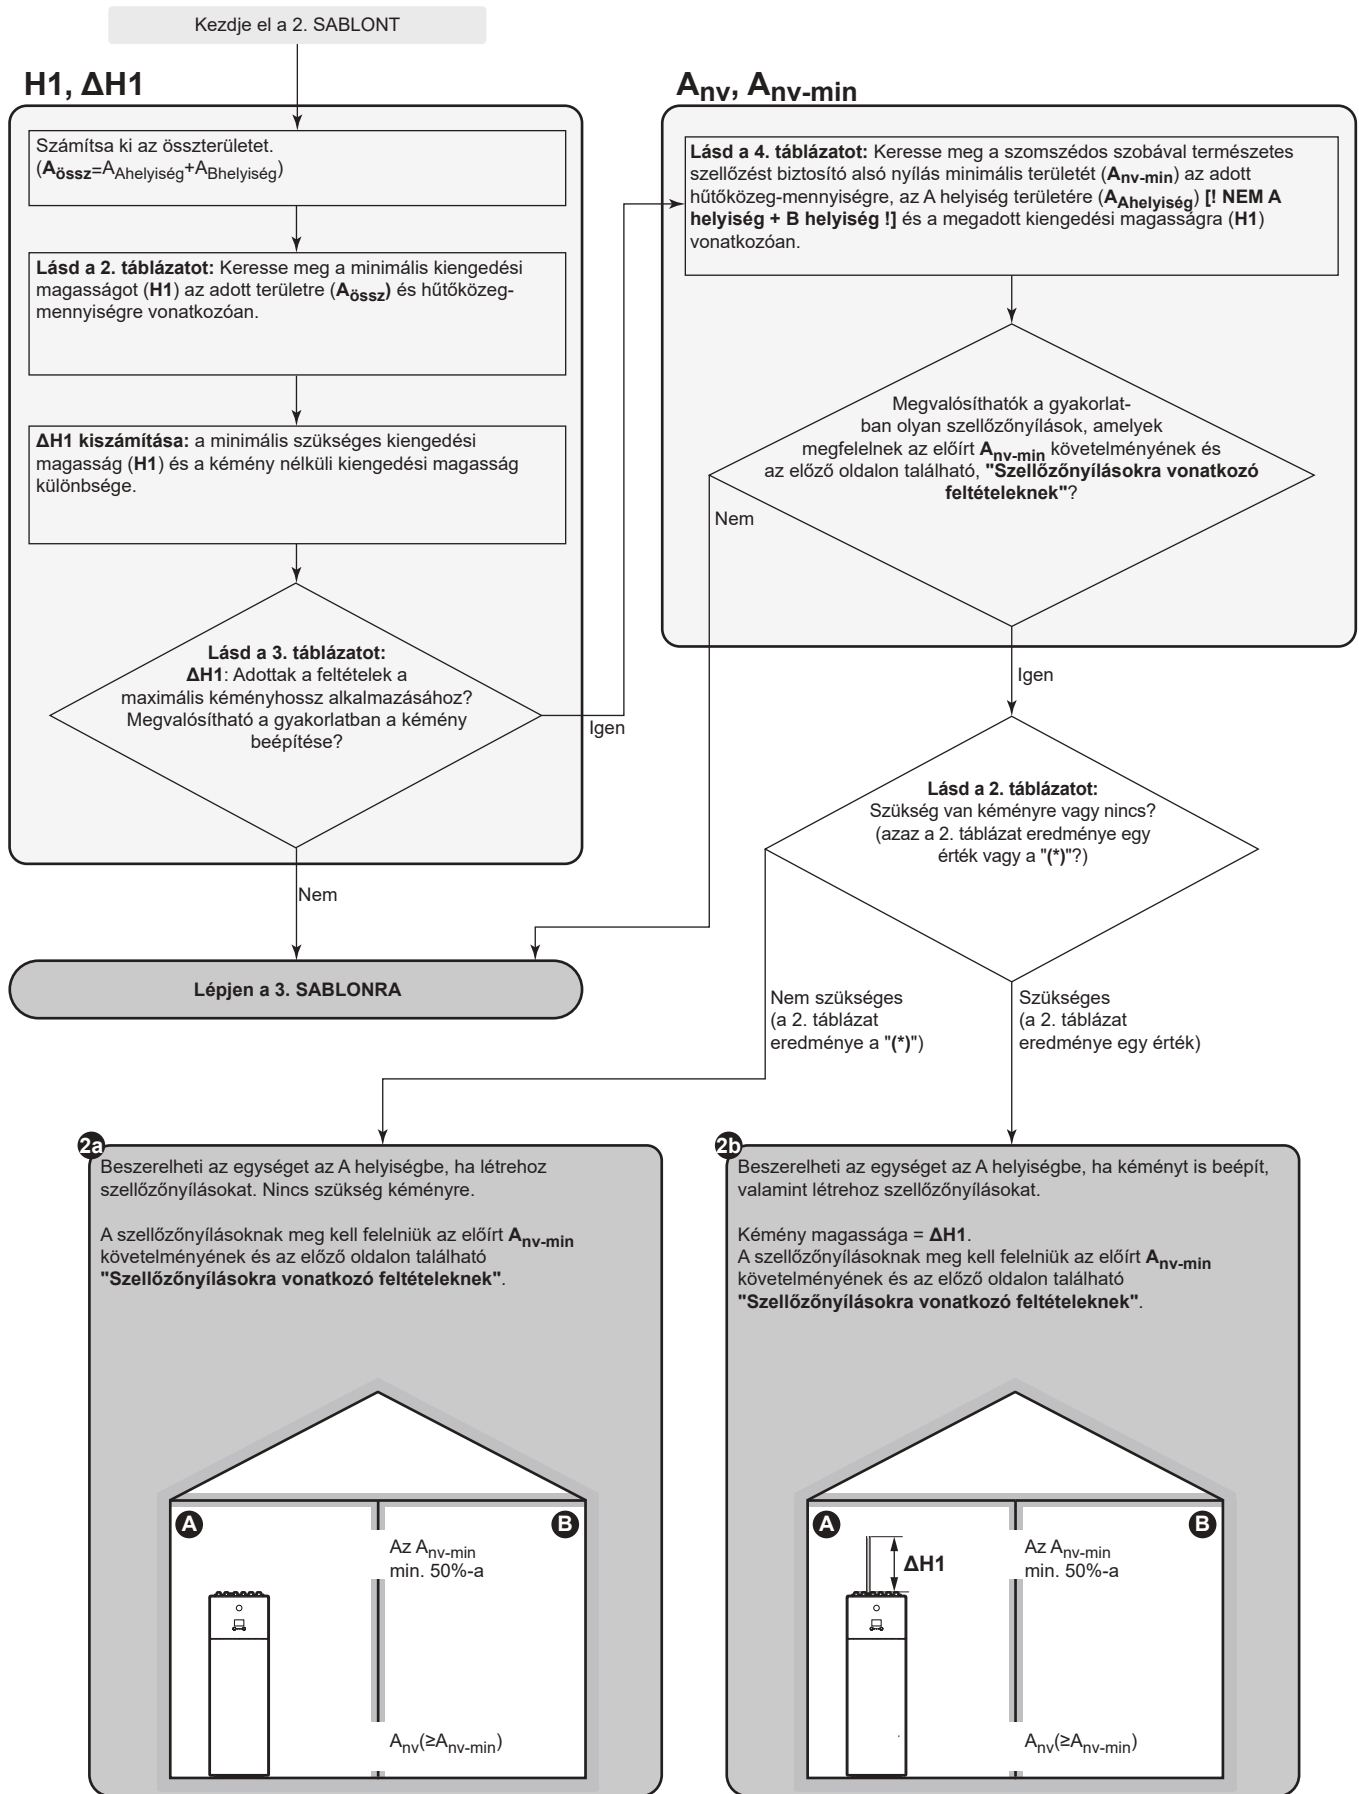 Kezdje el a 2. SABLONT
H1, ΔH1
Számítsa ki az összterületet.
(Aössz=AAhelyiség+ABhelyiség)
Lásd a 2. táblázatot: Keresse meg a minimális kiengedési
magasságot (H1) az adott területre (Aössz) és hűtőközeg-
mennyiségre vonatkozóan.
ΔH1 kiszámítása: a minimális szükséges kiengedési
magasság (H1) és a kémény nélküli kiengedési magasság
különbsége.
Lásd a 3. táblázatot:
ΔH1: Adottak a feltételek a
maximális kéményhossz alkalmazásához?
Megvalósítható a gyakorlatban a kémény
beépítése?
Igen
Nem
Lépjen a 3. SABLONRA
Anv, Anv-min
Lásd a 4. táblázatot: Keresse meg a szomszédos szobával természetes
szellőzést biztosító alsó nyílás minimális területét (Anv-min) az adott
hűtőközeg-mennyiségre, az A helyiség területére (AAhelyiség) [! NEM A
helyiség + B helyiség !] és a megadott kiengedési magasságra (H1)
vonatkozóan.
Megvalósíthatók a gyakorlat-
ban olyan szellőzőnyílások, amelyek
megfelelnek az előírt Anv-min követelményének és
az előző oldalon található, "Szellőzőnyílásokra vonatkozó
feltételeknek"?
Nem
Igen
Lásd a 2. táblázatot:
Szükség van kéményre vagy nincs?
(azaz a 2. táblázat eredménye egy
érték vagy a "(*)"?)
Nem szükséges
(a 2. táblázat
eredménye a "(*)")
Szükséges
(a 2. táblázat
eredménye egy érték)
2a
Beszerelheti az egységet az A helyiségbe, ha létrehoz
szellőzőnyílásokat. Nincs szükség kéményre.
A szellőzőnyílásoknak meg kell felelniük az előírt Anv-min
követelményének és az előző oldalon található
"Szellőzőnyílásokra vonatkozó feltételeknek".
A
B
Az Anv-min
min. 50%-a
Anv(≥Anv-min)
2b
Beszerelheti az egységet az A helyiségbe, ha kéményt is beépít,
valamint létrehoz szellőzőnyílásokat.
Kémény magassága = ΔH1.
A szellőzőnyílásoknak meg kell felelniük az előírt Anv-min
követelményének és az előző oldalon található
"Szellőzőnyílásokra vonatkozó feltételeknek".
A
B
ΔH1
Az Anv-min
min. 50%-a
Anv(≥Anv-min)